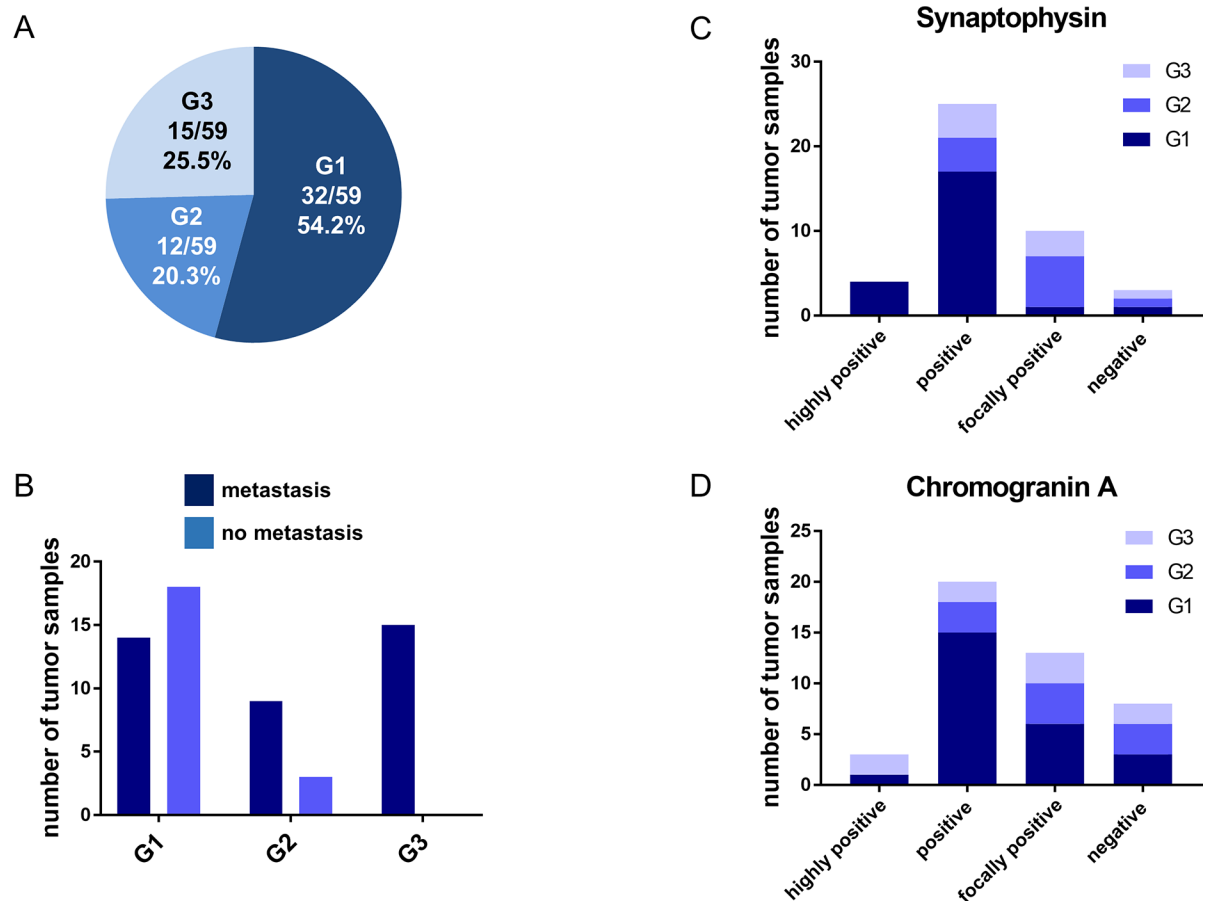 A
G3
15/59
25.5%
G1
32/59
54.2%
G2
12/59
20.3%
B
metastasis
no metastasis
number of tumor samples
20
15
10
5
0
G1
G2
G3
C
Synaptophysin
number of tumor samples
30
20
10
0
G3
G2
G1
highly positive
positive
focally positive
negative
D
Chromogranin A
number of tumor samples
25
20
15
10
5
0
G3
G2
G1
highly positive
positive
focally positive
negative